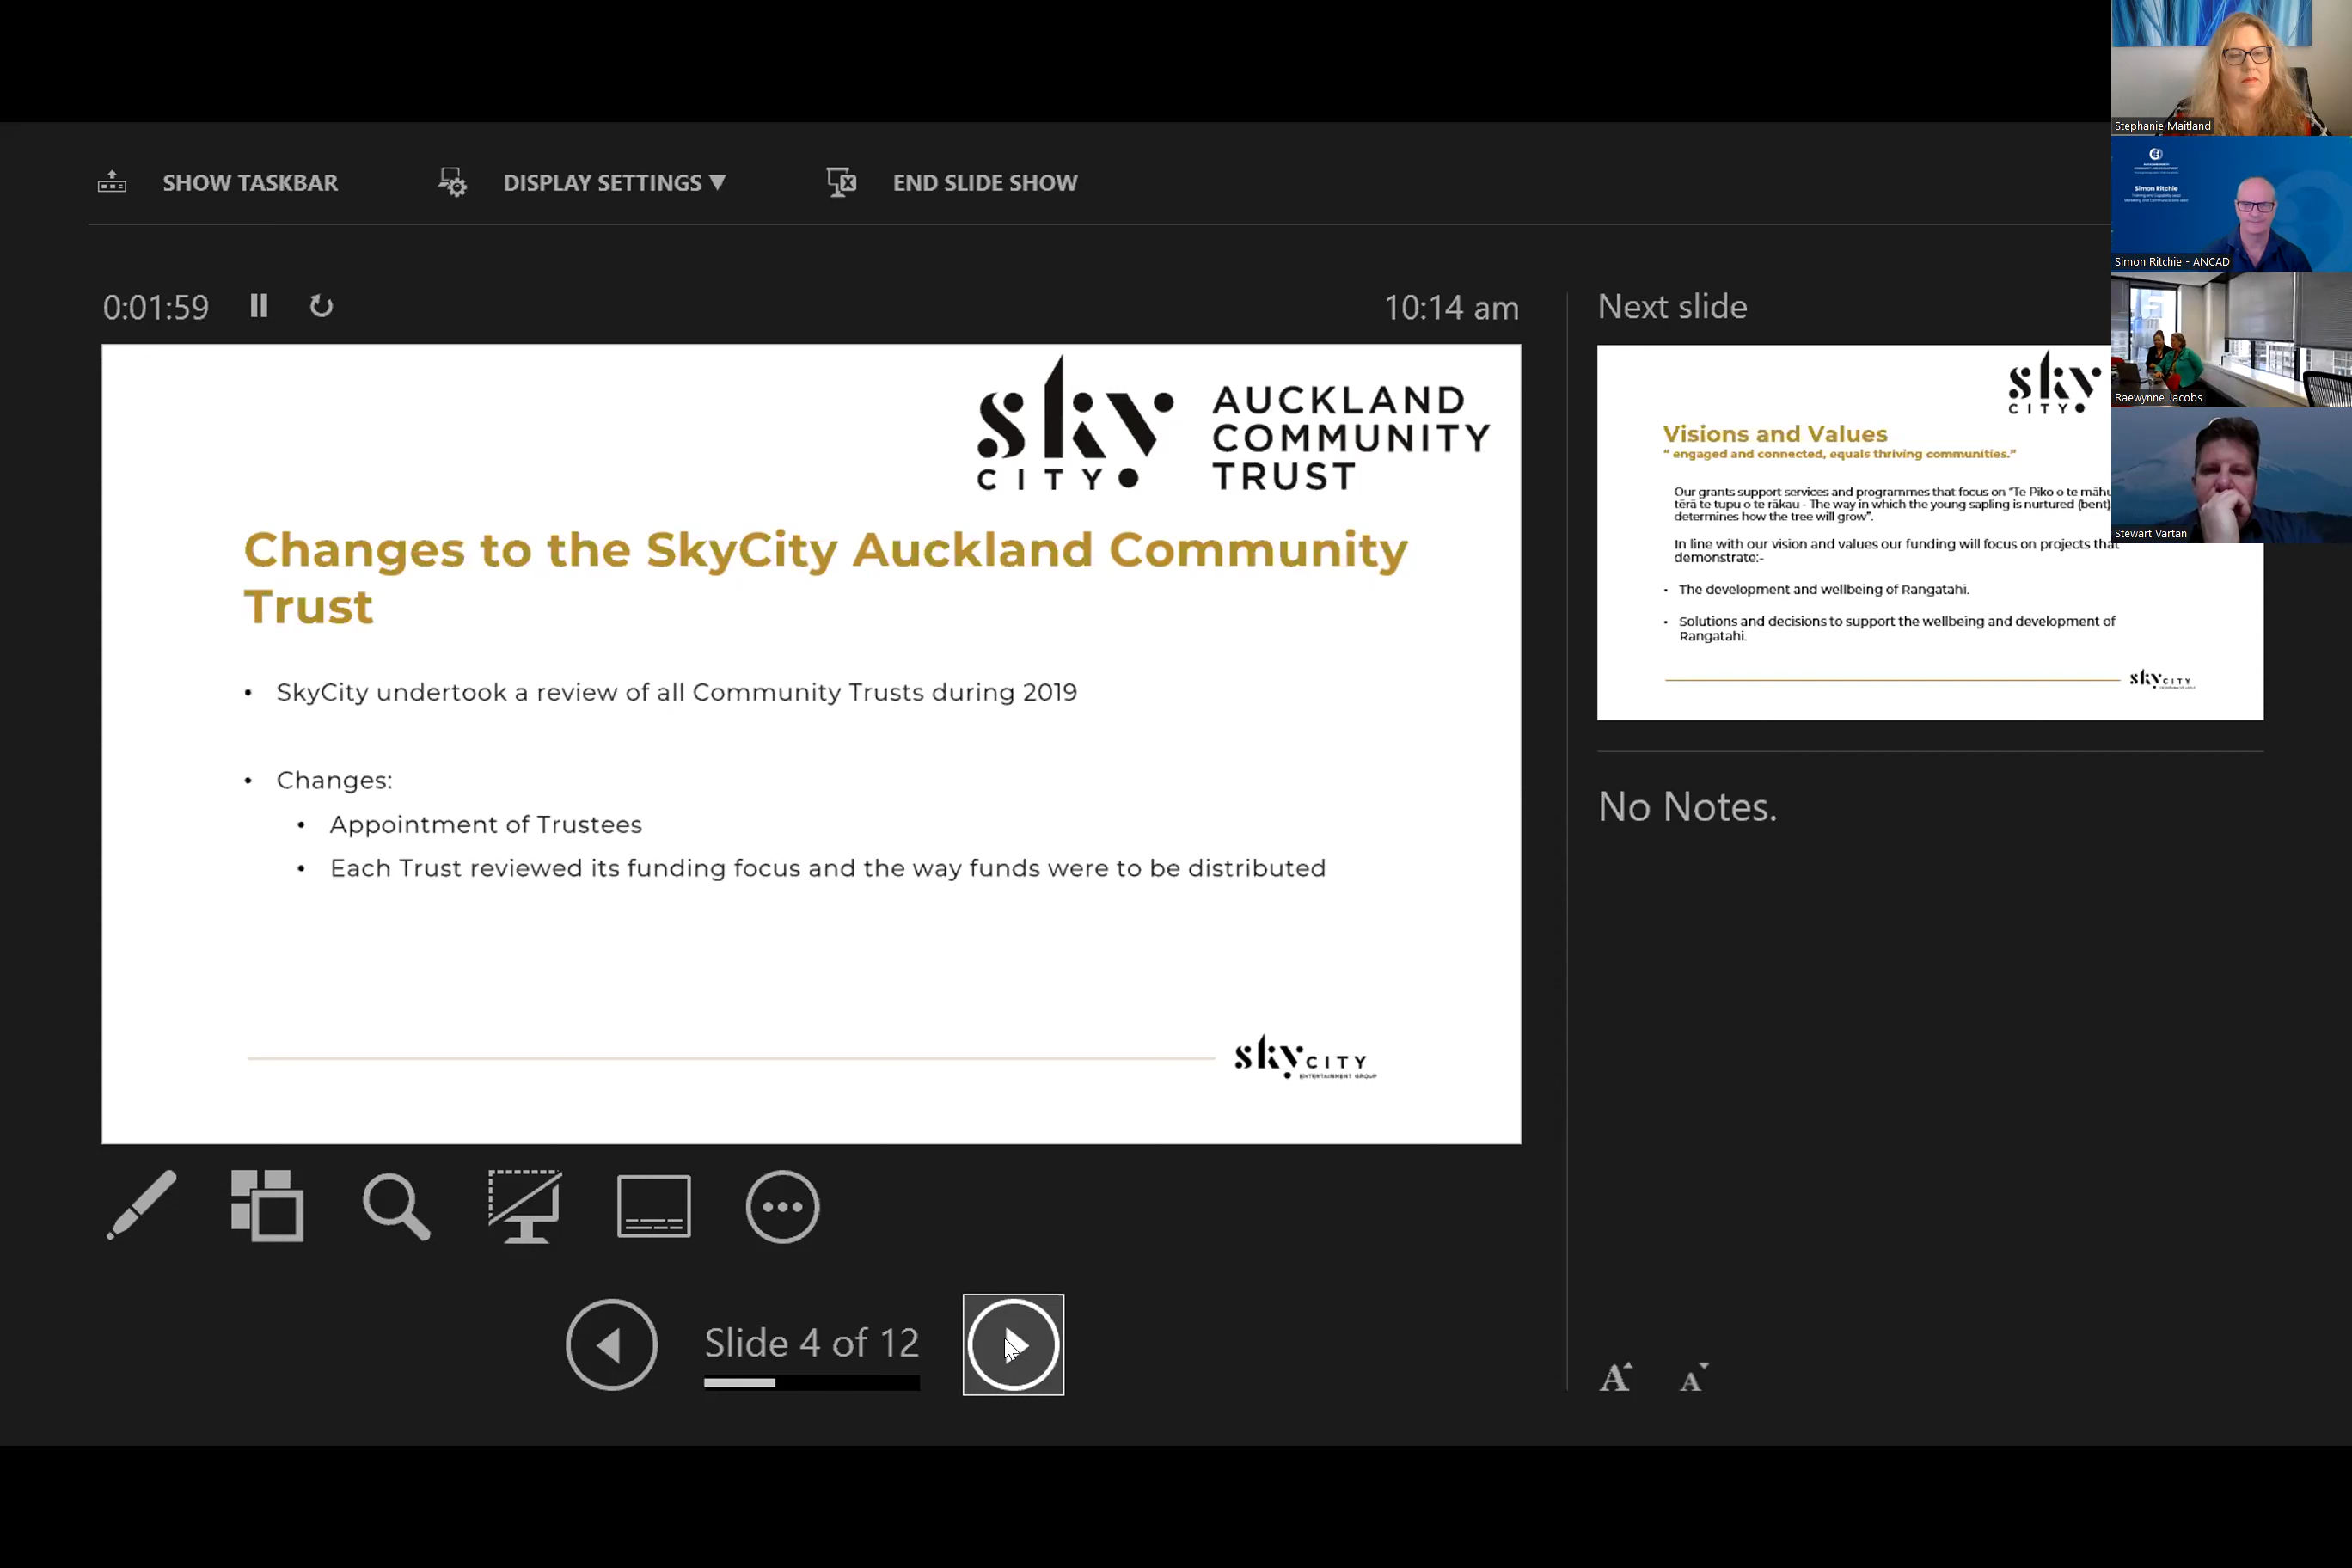 SHOW TASKBAR
DISPLAY SETTINGS ▼
END SLIDE SHOW
0:01:59
10:14 am
sky
CITY
AUCKLAND
COMMUNITY
TRUST
Changes to the SkyCity Auckland Community
Trust
• SkyCity undertook a review of all Community Trusts during 2019
• Changes:
• Appointment of Trustees
• Each Trust reviewed its funding focus and the way funds were to be distributed
sky CITY
ENTERTAINMENT GROUP
Slide 4 of 12
Next slide
sky
CITY
Visions and Values
“ engaged and connected, equals thriving communities.”
Our grants support services and programmes that focus on “Te Piko o te māhu
tērā te tupu o te rākau - The way in which the young sapling is nurtured (bent)
determines how the tree will grow”.
In line with our vision and values our funding will focus on projects that
demonstrate:-
• The development and wellbeing of Rangatahi.
• Solutions and decisions to support the wellbeing and development of
Rangatahi.
sky CITY
No Notes.
A
A
Stephanie Maitland
Simon Ritchie
Simon Ritchie - ANCAD
Raewynne Jacobs
Stewart Vartan